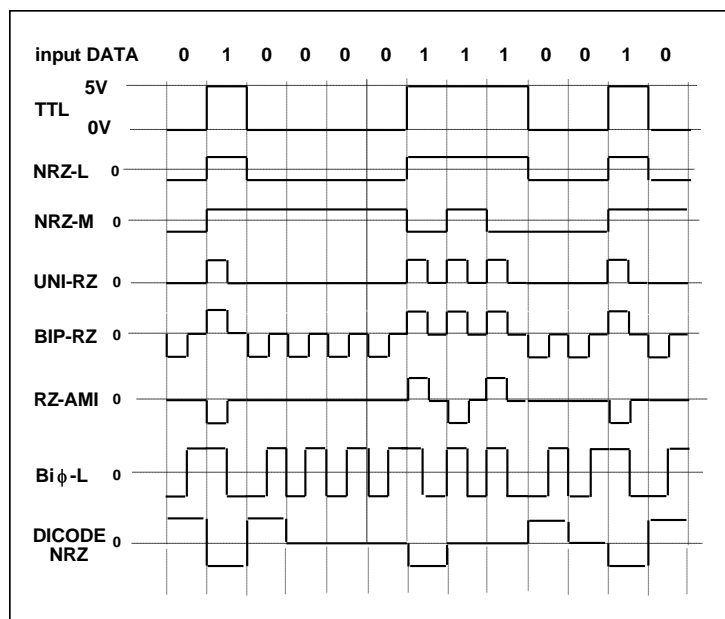 input DATA 0 1 0 0 0 0 1 1 1 0 0 1 0
5V
TTL
0V
NRZ-L 0
NRZ-M 0
UNI-RZ 0
BIP-RZ 0
RZ-AMI 0
Biϕ-L 0
DICODE 0
NRZ